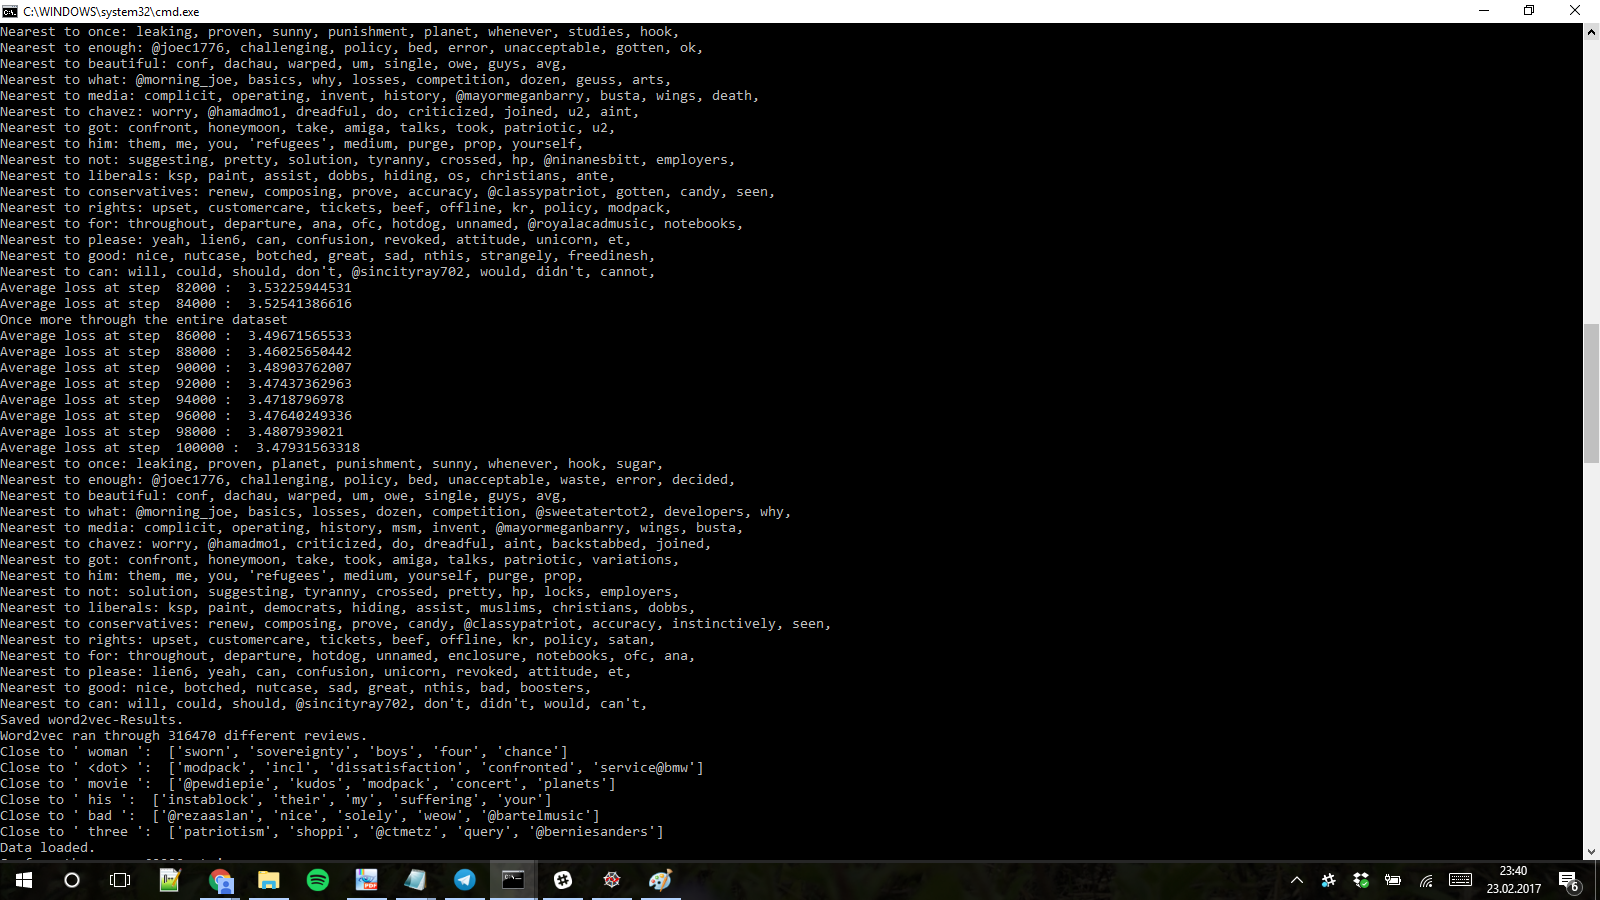 C:\WINDOWS\system32\cmd.exe
Nearest to once: leaking, proven, sunny, punishment, planet, whenever, studies, hook,
Nearest to enough: @joec1776, challenging, policy, bed, error, unacceptable, gotten, ok,
Nearest to beautiful: conf, dachau, warped, um, single, owe, guys, avg,
Nearest to what: @morning_joe, basics, why, losses, competition, dozen, geuss, arts,
Nearest to media: complicit, operating, invent, history, @mayormeganbarry, busta, wings, death,
Nearest to chavez: worry, @hamadmo1, dreadful, do, criticized, joined, u2, aint,
Nearest to got: confront, honeymoon, take, amiga, talks, took, patriotic, u2,
Nearest to him: them, me, you, 'refugees', medium, purge, prop, yourself,
Nearest to not: suggesting, pretty, solution, tyranny, crossed, hp, @ninanesbitt, employers,
Nearest to liberals: ksp, paint, assist, dobbs, hiding, os, christians, ante,
Nearest to conservatives: renew, composing, prove, accuracy, @classypatriot, gotten, candy, seen,
Nearest to rights: upset, customercare, tickets, beef, offline, kr, policy, modpack,
Nearest to for: throughout, departure, ana, ofc, hotdog, unnamed, @royalacadmusic, notebooks,
Nearest to please: yeah, lien6, can, confusion, revoked, attitude, unicorn, et,
Nearest to good: nice, nutcase, botched, great, sad, nthis, strangely, freedinesh,
Nearest to can: will, could, should, don't, @sincityray702, would, didn't, cannot,
Average loss at step  82000 :  3.53225944531
Average loss at step  84000 :  3.52541386616
Once more through the entire dataset
Average loss at step  86000 :  3.49671565533
Average loss at step  88000 :  3.46025650442
Average loss at step  90000 :  3.48903762007
Average loss at step  92000 :  3.47437362963
Average loss at step  94000 :  3.4718796978
Average loss at step  96000 :  3.47640249336
Average loss at step  98000 :  3.4807939021
Average loss at step  100000 :  3.47931563318
Nearest to once: leaking, proven, planet, punishment, sunny, whenever, hook, sugar,
Nearest to enough: @joec1776, challenging, policy, bed, unacceptable, waste, error, decided,
Nearest to beautiful: conf, dachau, warped, um, owe, single, guys, avg,
Nearest to what: @morning_joe, basics, losses, dozen, competition, @sweetatertot2, developers, why,
Nearest to media: complicit, operating, history, msm, invent, @mayormeganbarry, wings, busta,
Nearest to chavez: worry, @hamadmo1, criticized, do, dreadful, aint, backstabbed, joined,
Nearest to got: confront, honeymoon, take, took, amiga, talks, patriotic, variations,
Nearest to him: them, me, you, 'refugees', medium, yourself, purge, prop,
Nearest to not: solution, suggesting, tyranny, crossed, pretty, hp, locks, employers,
Nearest to liberals: ksp, paint, democrats, hiding, assist, muslims, christians, dobbs,
Nearest to conservatives: renew, composing, prove, candy, @classypatriot, accuracy, instinctively, seen,
Nearest to rights: upset, customercare, tickets, beef, offline, kr, policy, satan,
Nearest to for: throughout, departure, hotdog, unnamed, enclosure, notebooks, ofc, ana,
Nearest to please: lien6, yeah, can, confusion, unicorn, revoked, attitude, et,
Nearest to good: nice, botched, nutcase, sad, great, nthis, bad, boosters,
Nearest to can: will, could, should, @sincityray702, don't, didn't, would, can't,
Saved word2vec-Results.
Word2vec ran through 316470 different reviews.
Close to ' woman ':  ['sworn', 'sovereignty', 'boys', 'four', 'chance']
Close to ' <dot> ':  ['modpack', 'incl', 'dissatisfaction', 'confronted', 'service@bmw']
Close to ' movie ':  ['@pewdiepie', 'kudos', 'modpack', 'concert', 'planets']
Close to ' his ':  ['instablock', 'their', 'my', 'suffering', 'your']
Close to ' bad ':  ['@rezaaslan', 'nice', 'solely', 'weow', '@bartelmusic']
Close to ' three ':  ['patriotism', 'shoppi', '@ctmetz', 'query', '@berniesanders']
Data loaded.
23:40
23.02.2017
6